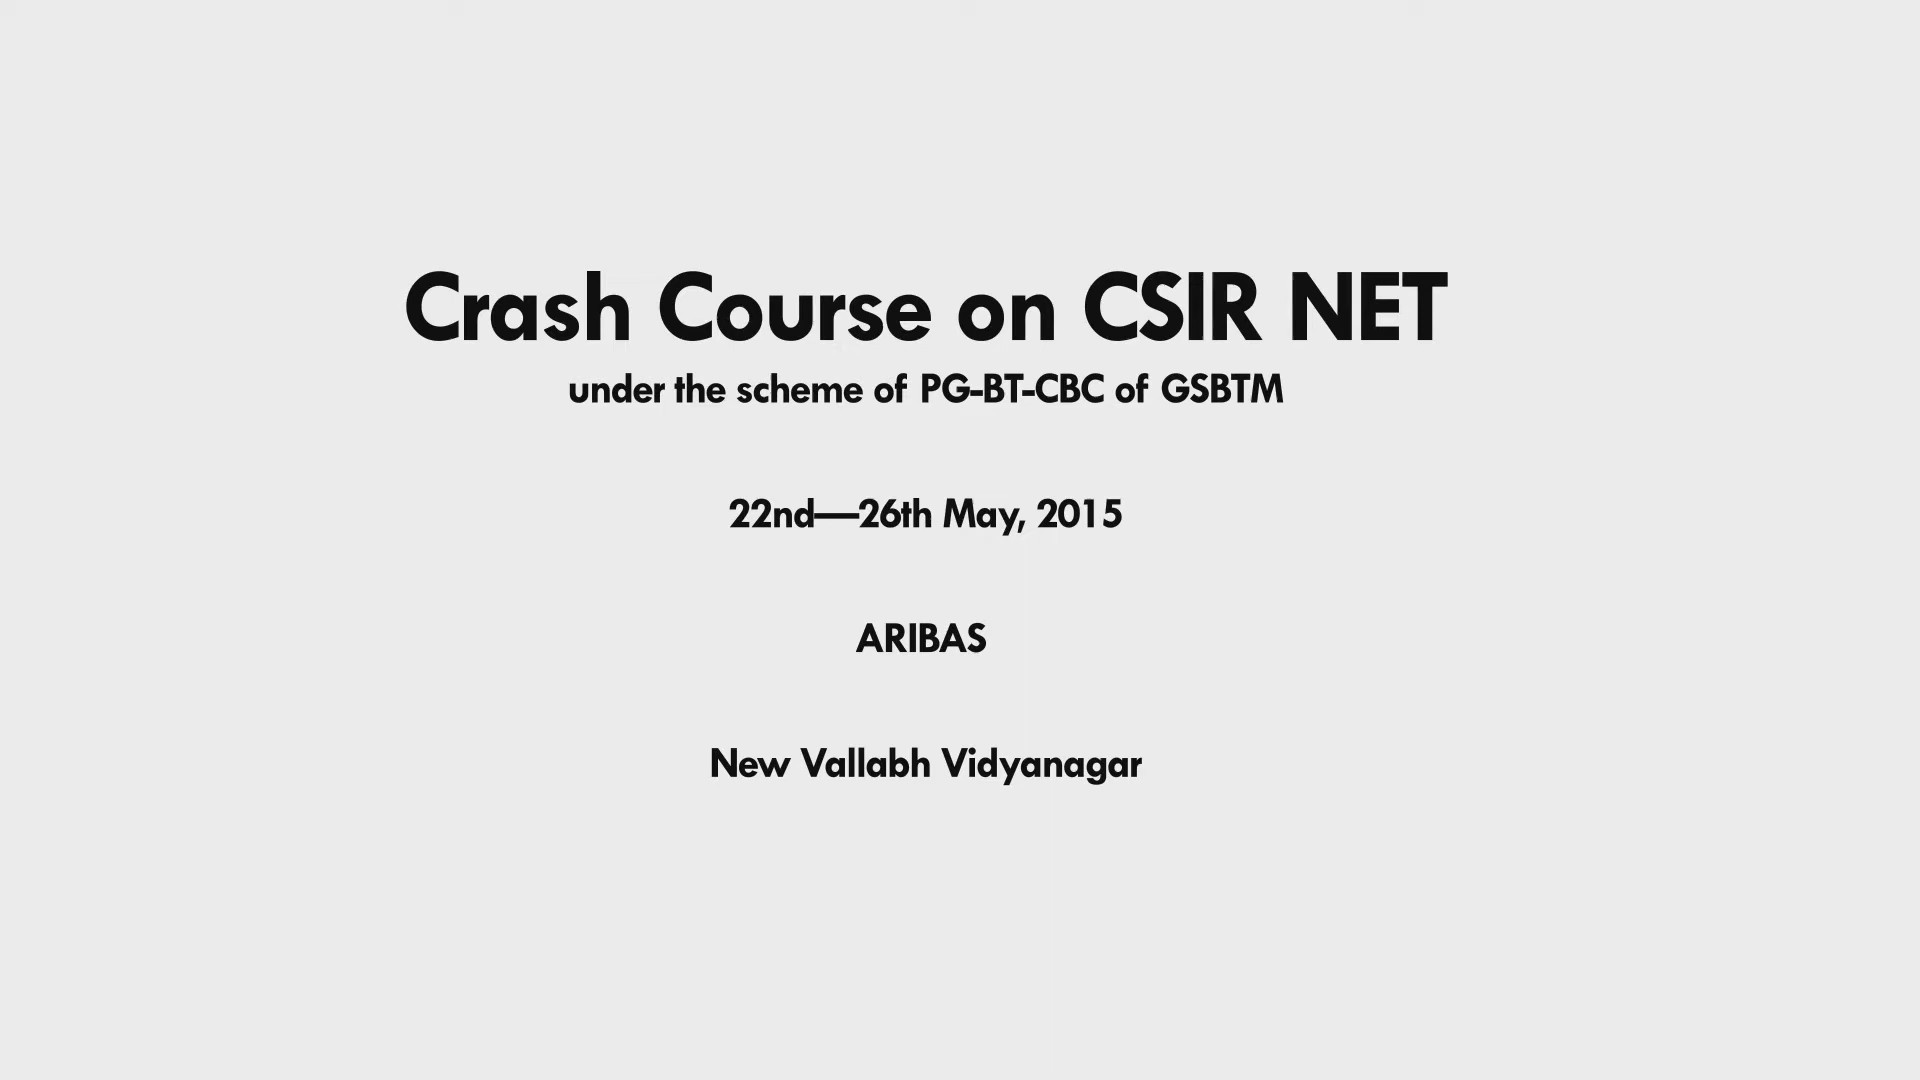 Crash Course on CSIR NET
under the scheme of PG-BT-CBC of GSBTM
22nd—26th May, 2015
ARIBAS
New Vallabh Vidyanagar